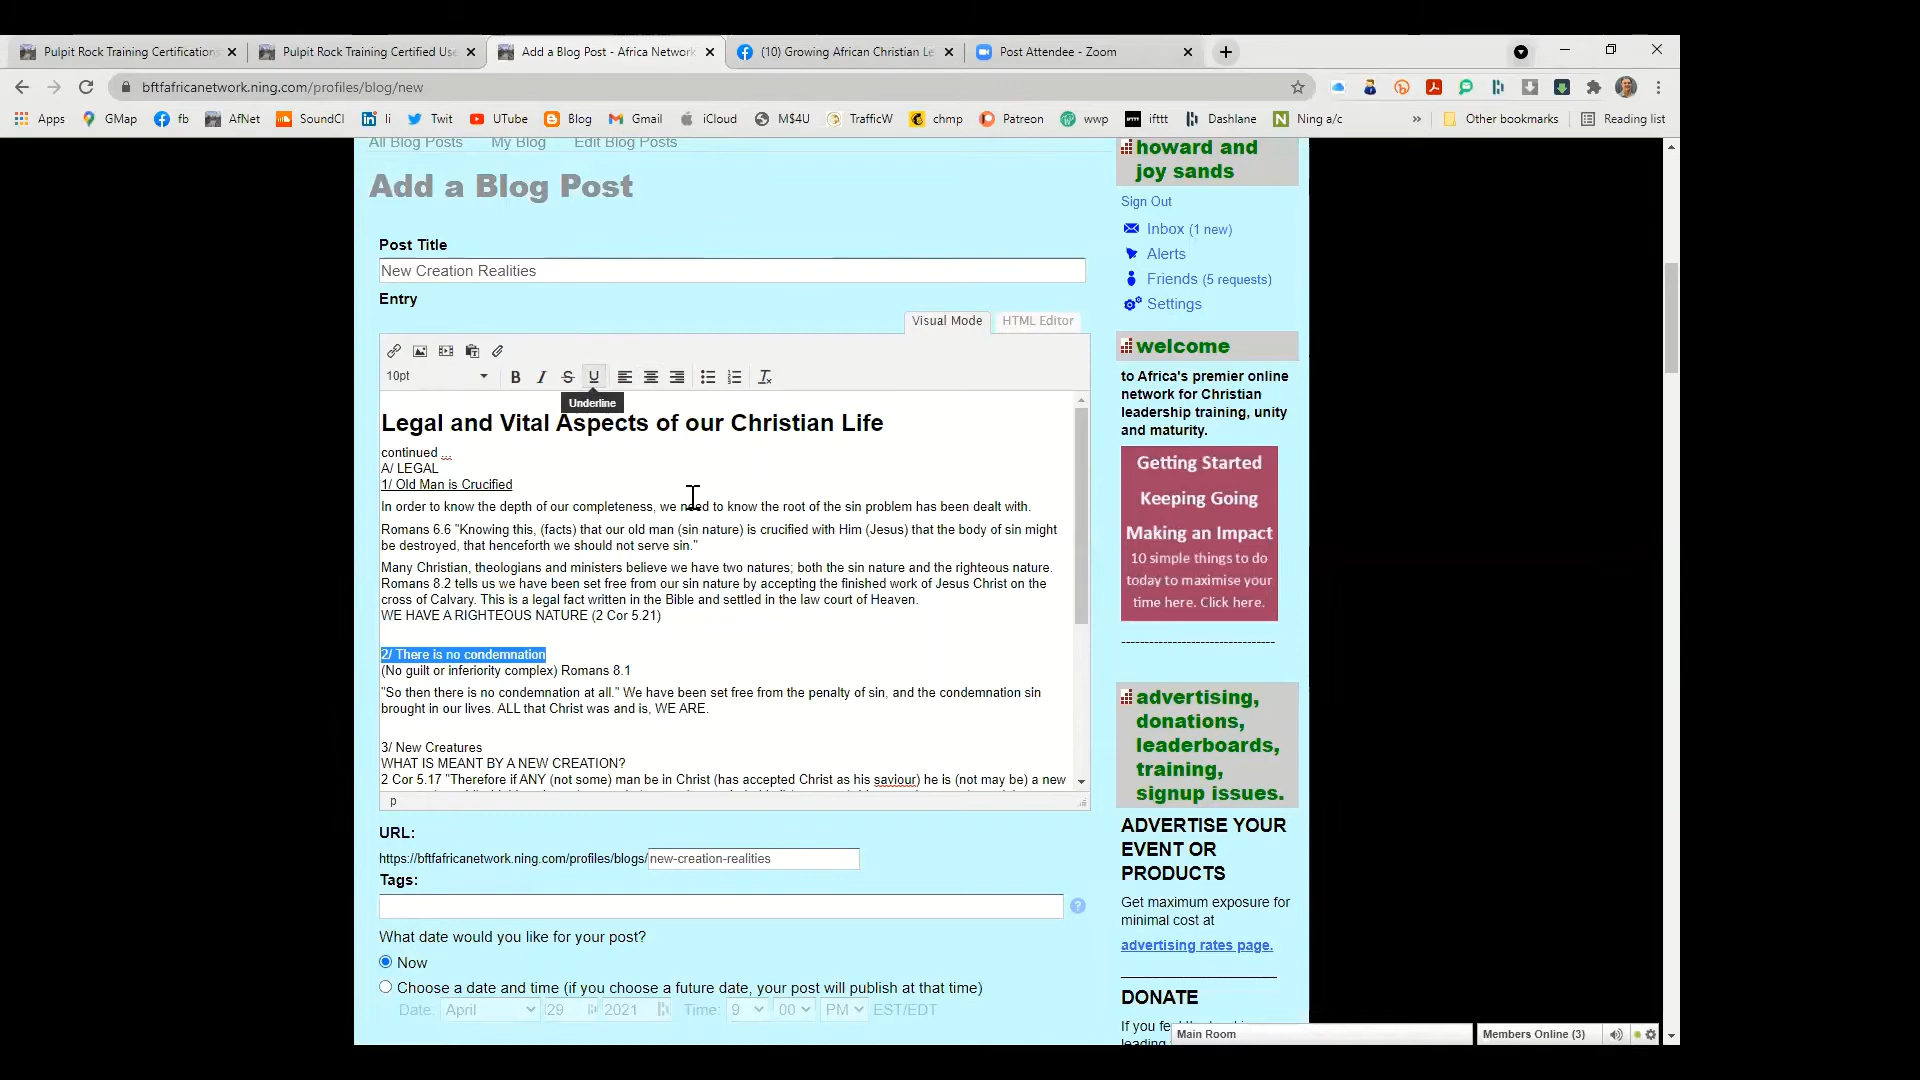 Pulpit Rock Training Certifications
Pulpit Rock Training Certified Use
Add a Blog Post - Africa Network
(10) Growing African Christian Le
Post Attendee - Zoom
bftfafricanetwork.ning.com/profiles/blog/new
Apps
GMap
fb
AfNet
SoundCl
li
Twit
UTube
Blog
Gmail
iCloud
M$4U
TrafficW
chmp
Patreon
wwp
ifttt
Dashlane
Ning a/c
»
Other bookmarks
Reading list
All Blog Posts
My Blog
Edit Blog Posts
Add a Blog Post
Post Title
New Creation Realities
Entry
Visual Mode
HTML Editor
10pt
B
I
S
U
Underline
Legal and Vital Aspects of our Christian Life
continued ...
A/ LEGAL
1/ Old Man is Crucified
In order to know the depth of our completeness, we need to know the root of the sin problem has been dealt with.
Romans 6.6 "Knowing this, (facts) that our old man (sin nature) is crucified with Him (Jesus) that the body of sin might
be destroyed, that henceforth we should not serve sin."
Many Christian, theologians and ministers believe we have two natures; both the sin nature and the righteous nature.
Romans 8.2 tells us we have been set free from our sin nature by accepting the finished work of Jesus Christ on the
cross of Calvary. This is a legal fact written in the Bible and settled in the law court of Heaven.
WE HAVE A RIGHTEOUS NATURE (2 Cor 5.21)
2/ There is no condemnation
(No guilt or inferiority complex) Romans 8.1
"So then there is no condemnation at all." We have been set free from the penalty of sin, and the condemnation sin
brought in our lives. ALL that Christ was and is, WE ARE.
3/ New Creatures
WHAT IS MEANT BY A NEW CREATION?
2 Cor 5.17 "Therefore if ANY (not some) man be in Christ (has accepted Christ as his saviour) he is (not may be) a new
p
URL:
https://bftfafricanetwork.ning.com/profiles/blogs/
new-creation-realities
Tags:
?
What date would you like for your post?
Now
Choose a date and time (if you choose a future date, your post will publish at that time)
Date: April 29 2021 Time: 9 00 PM EST/EDT
howard and
joy sands
Sign Out
Inbox (1 new)
Alerts
Friends (5 requests)
Settings
welcome
to Africa's premier online
network for Christian
leadership training, unity
and maturity.
Getting Started
Keeping Going
Making an Impact
10 simple things to do
today to maximise your
time here. Click here.
advertising,
donations,
leaderboards,
training,
signup issues.
ADVERTISE YOUR
EVENT OR
PRODUCTS
Get maximum exposure for
minimal cost at
advertising rates page.
DONATE
If you
leading
Main Room
Members Online (3)